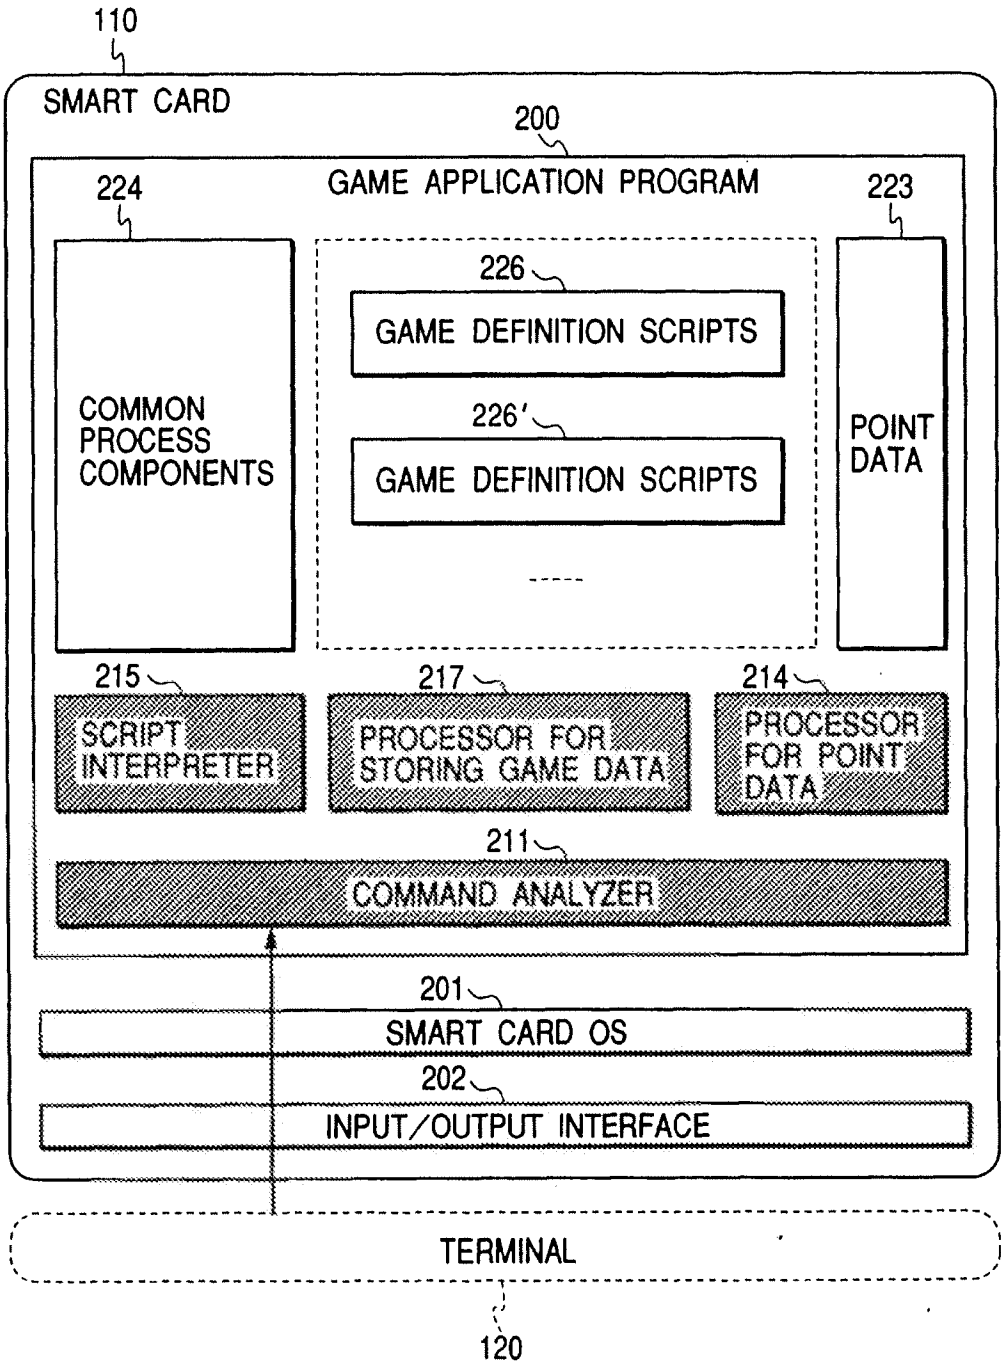 110
SMART CARD
200
GAME APPLICATION PROGRAM
224
223
226
GAME DEFINITION SCRIPTS
COMMON
PROCESS
COMPONENTS
226'
GAME DEFINITION SCRIPTS
POINT
DATA
215
217
214
SCRIPT
INTERPRETER
PROCESSOR FOR
STORING GAME DATA
PROCESSOR
FOR POINT
DATA
211
COMMAND ANALYZER
201
SMART CARD OS
202
INPUT/OUTPUT INTERFACE
TERMINAL
120